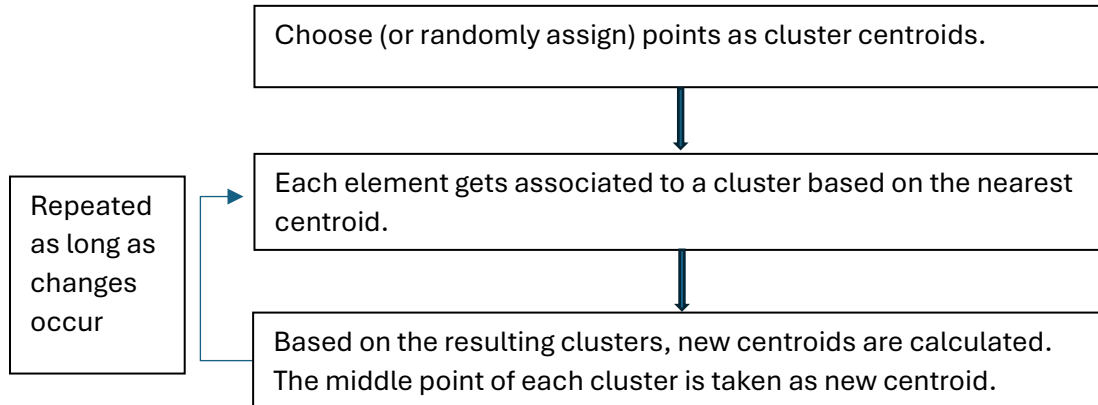 Choose (or randomly assign) points as cluster centroids.
Each element gets associated to a cluster based on the nearest
centroid.
Repeated
as long as
changes
occur
Based on the resulting clusters, new centroids are calculated.
The middle point of each cluster is taken as new centroid.